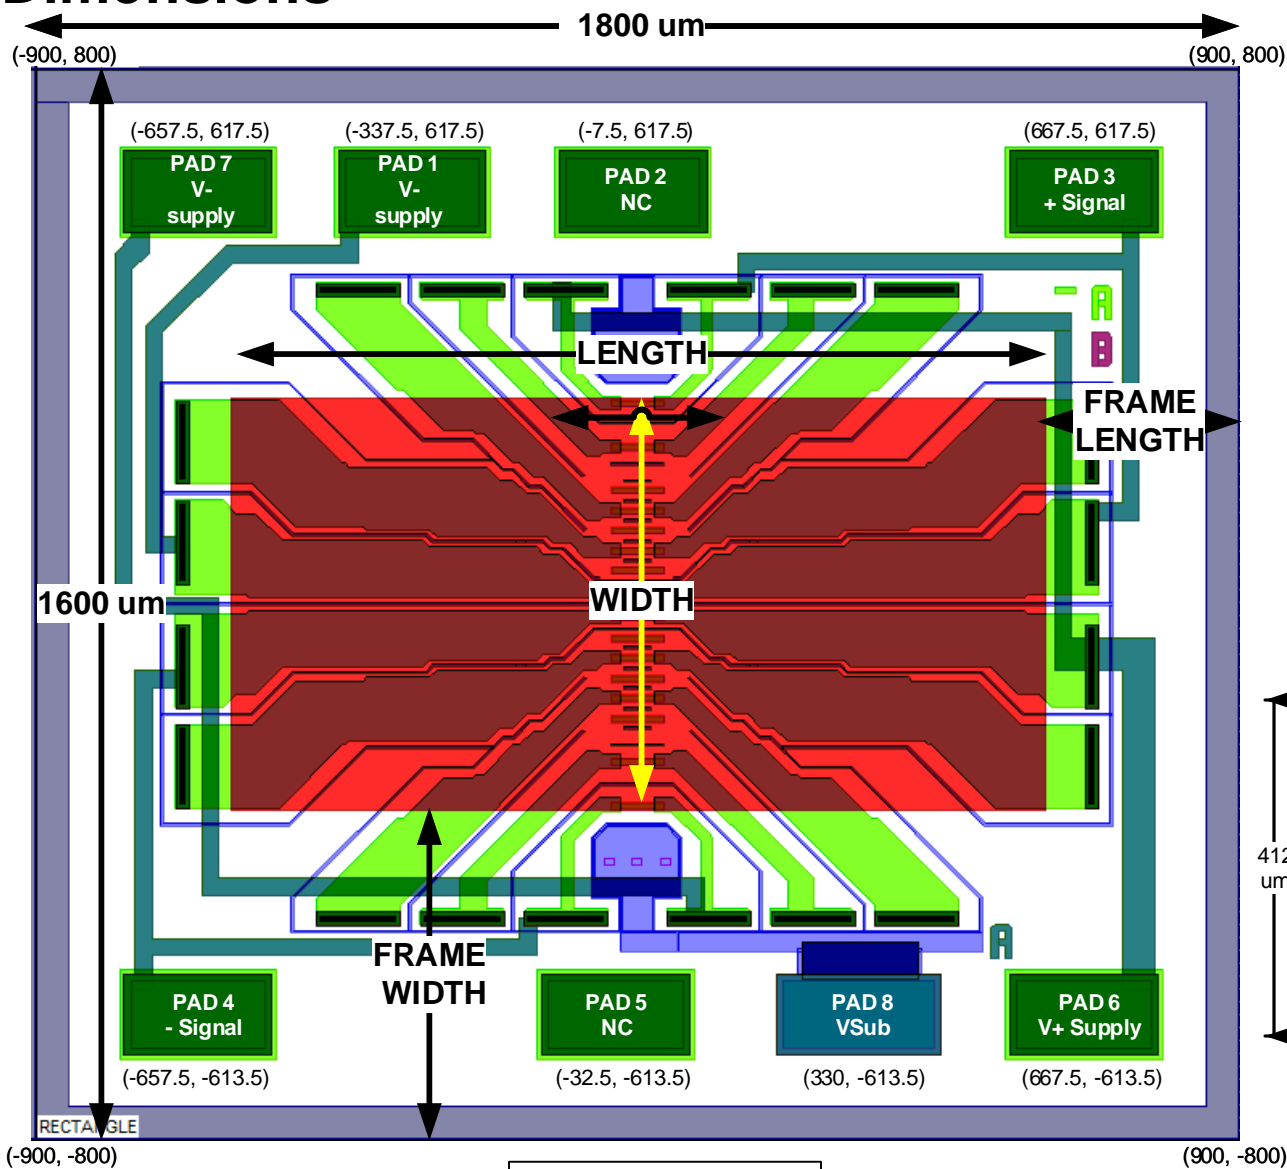 Dimensions
1800 um
(-900, 800)
(900, 800)
(-657.5, 617.5)
(-337.5, 617.5)
(-7.5, 617.5)
(667.5, 617.5)
PAD 7
V-
supply
PAD 1
V-
supply
PAD 2
NC
PAD 3
+ Signal
A
B
LENGTH
FRAME
LENGTH
1600 um
WIDTH
412
um
FRAME
WIDTH
A
PAD 4
- Signal
PAD 5
NC
PAD 8
VSub
PAD 6
V+ Supply
(-657.5, -613.5)
(-32.5, -613.5)
(330, -613.5)
(667.5, -613.5)
RECTANGLE
(-900, -800)
(900, -800)